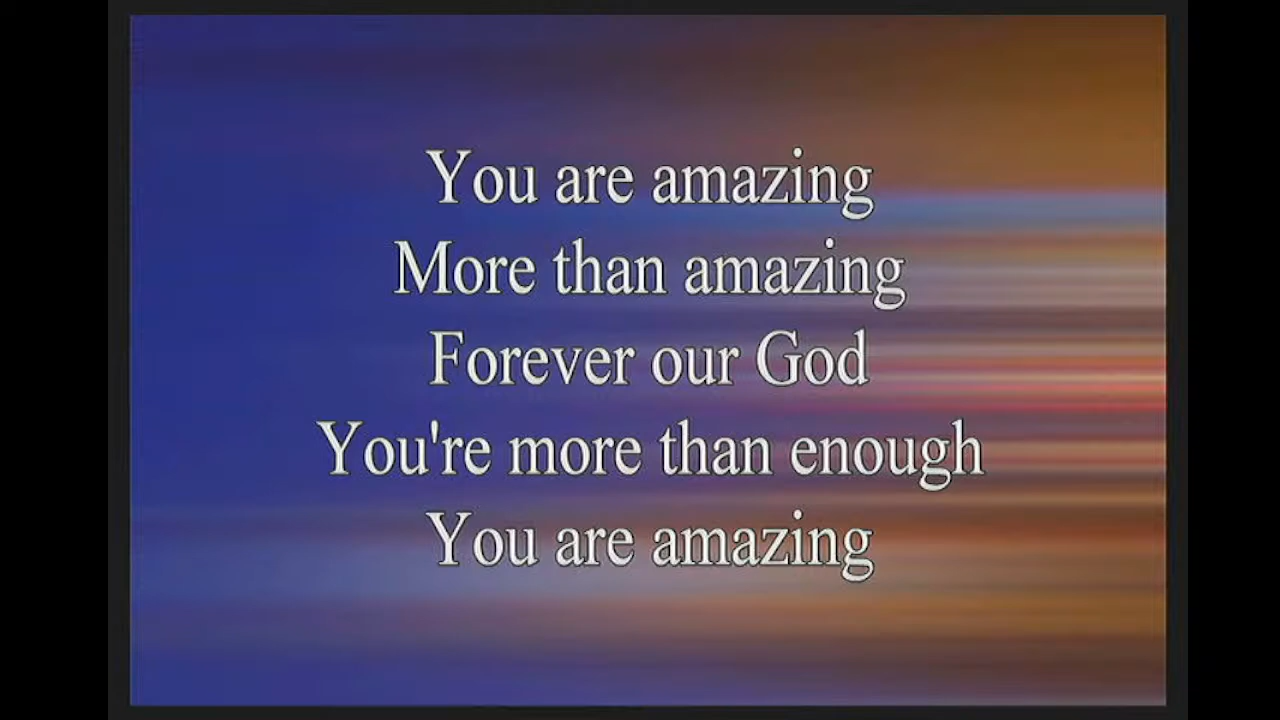 You are amazing
More than amazing
Forever our God
You're more than enough
You are amazing